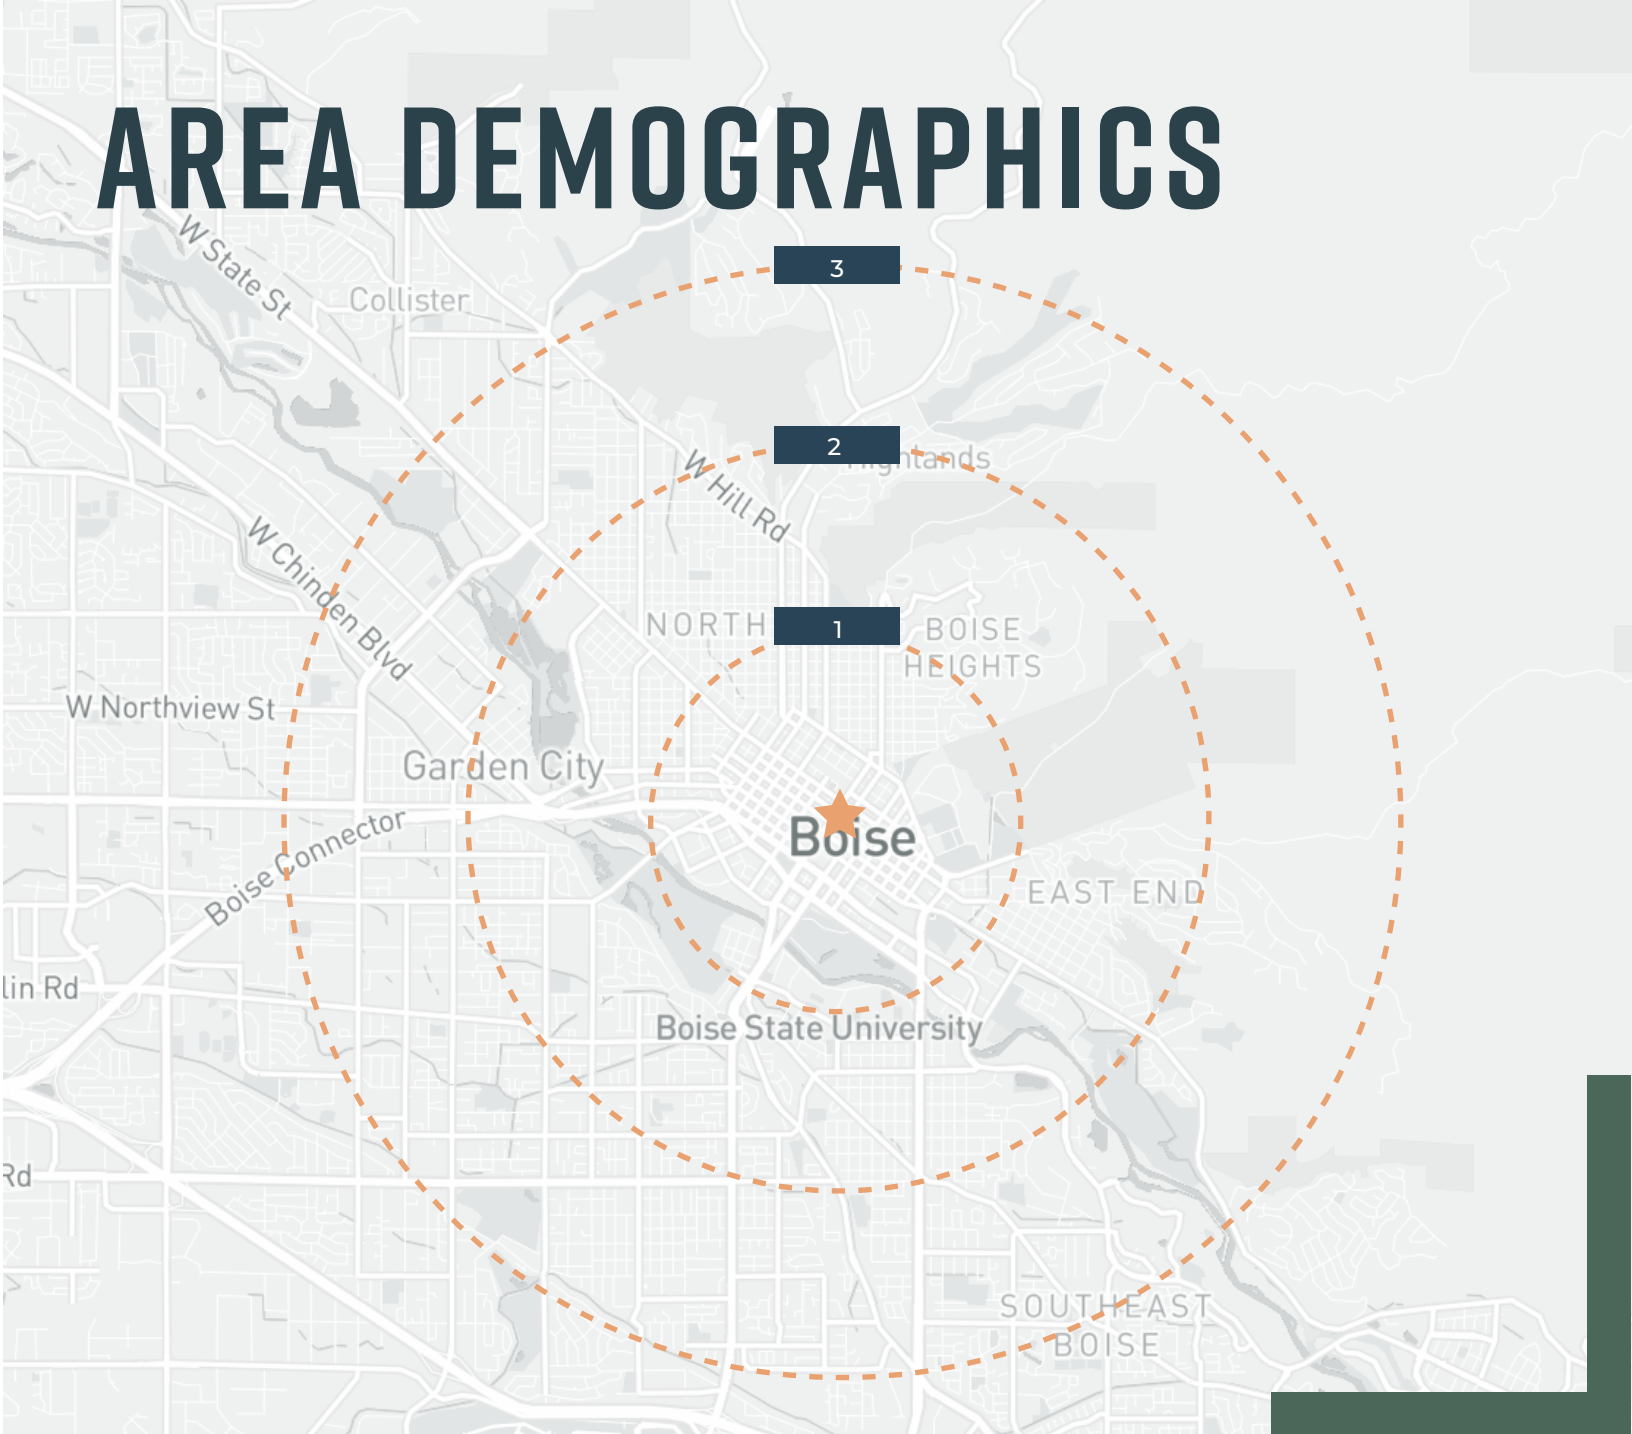 AREA DEMOGRAPHICS
3
W State St
Collister
2
W Hill Rd
W Chinden Blvd
1
NORTH
BOISE
HEIGHTS
W Northview St
Garden City
Boise Connector
Boise
EAST END
lin Rd
Boise State University
Rd
SOUTHEAST
BOISE